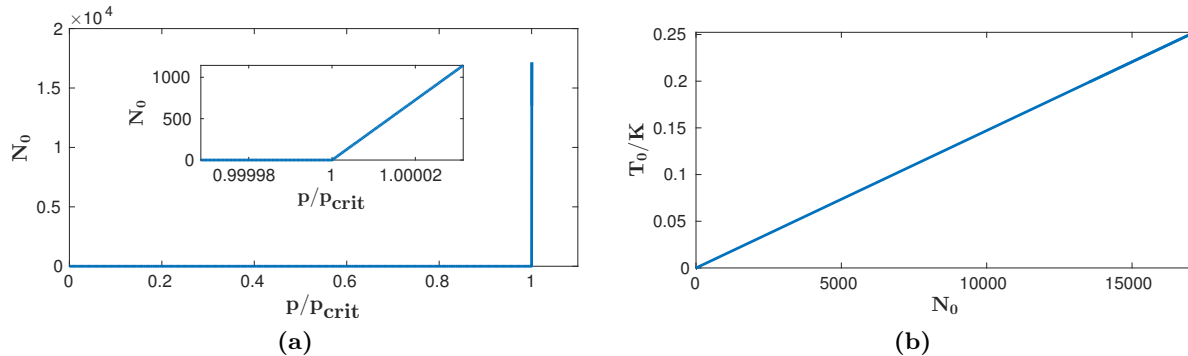 ×10⁴
2
1.5
1
0.5
0
N₀
0 0.2 0.4 0.6 0.8 1
p/p_crit
1000
500
0
N₀
0.99998 1 1.00002
p/p_crit
(a)
0.25
0.2
0.15
0.1
0.05
0
T₀/K
0 5000 10000 15000
N₀
(b)